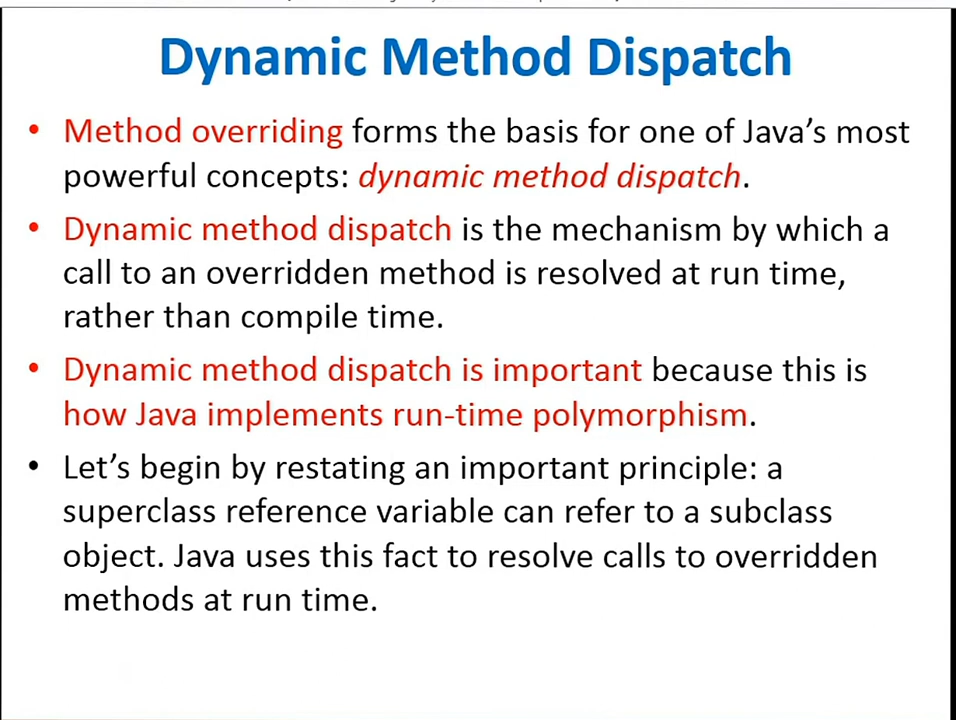 Dynamic Method Dispatch
• Method overriding forms the basis for one of Java’s most
powerful concepts: dynamic method dispatch.
• Dynamic method dispatch is the mechanism by which a
call to an overridden method is resolved at run time,
rather than compile time.
• Dynamic method dispatch is important because this is
how Java implements run-time polymorphism.
• Let’s begin by restating an important principle: a
superclass reference variable can refer to a subclass
object. Java uses this fact to resolve calls to overridden
methods at run time.